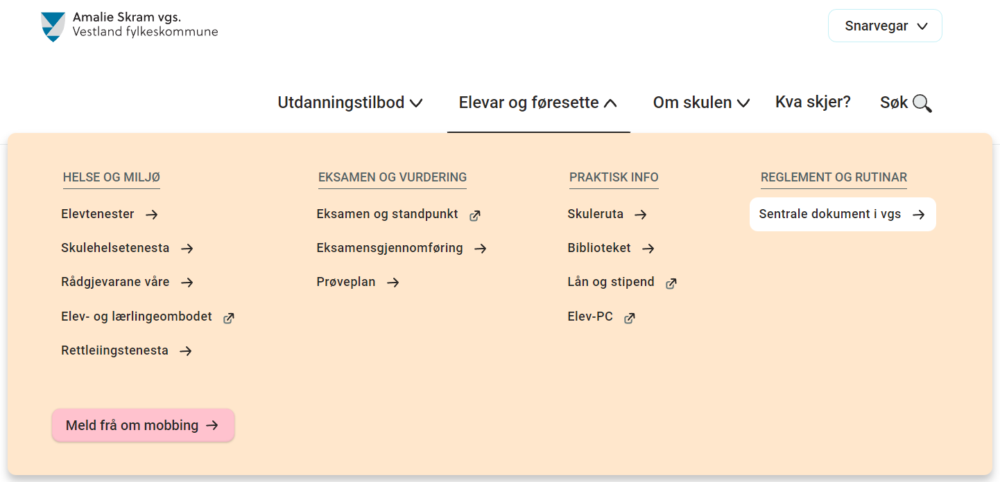 Amalie Skram vgs.
Vestland fylkeskommune
Snarvegar
Utdanningstilbod
Elevar og føresette
Om skulen
Kva skjer?
Søk
HELSE OG MILJØ
Elevtenester
Skulehelsetenesta
Rådgjevarane våre
Elev- og lærlingeombodet
Rettleiingstenesta
Meld frå om mobbing
EKSAMEN OG VURDERING
Eksamen og standpunkt
Eksamensgjennomføring
Prøveplan
PRAKTISK INFO
Skuleruta
Biblioteket
Lån og stipend
Elev-PC
REGLEMENT OG RUTINAR
Sentrale dokument i vgs